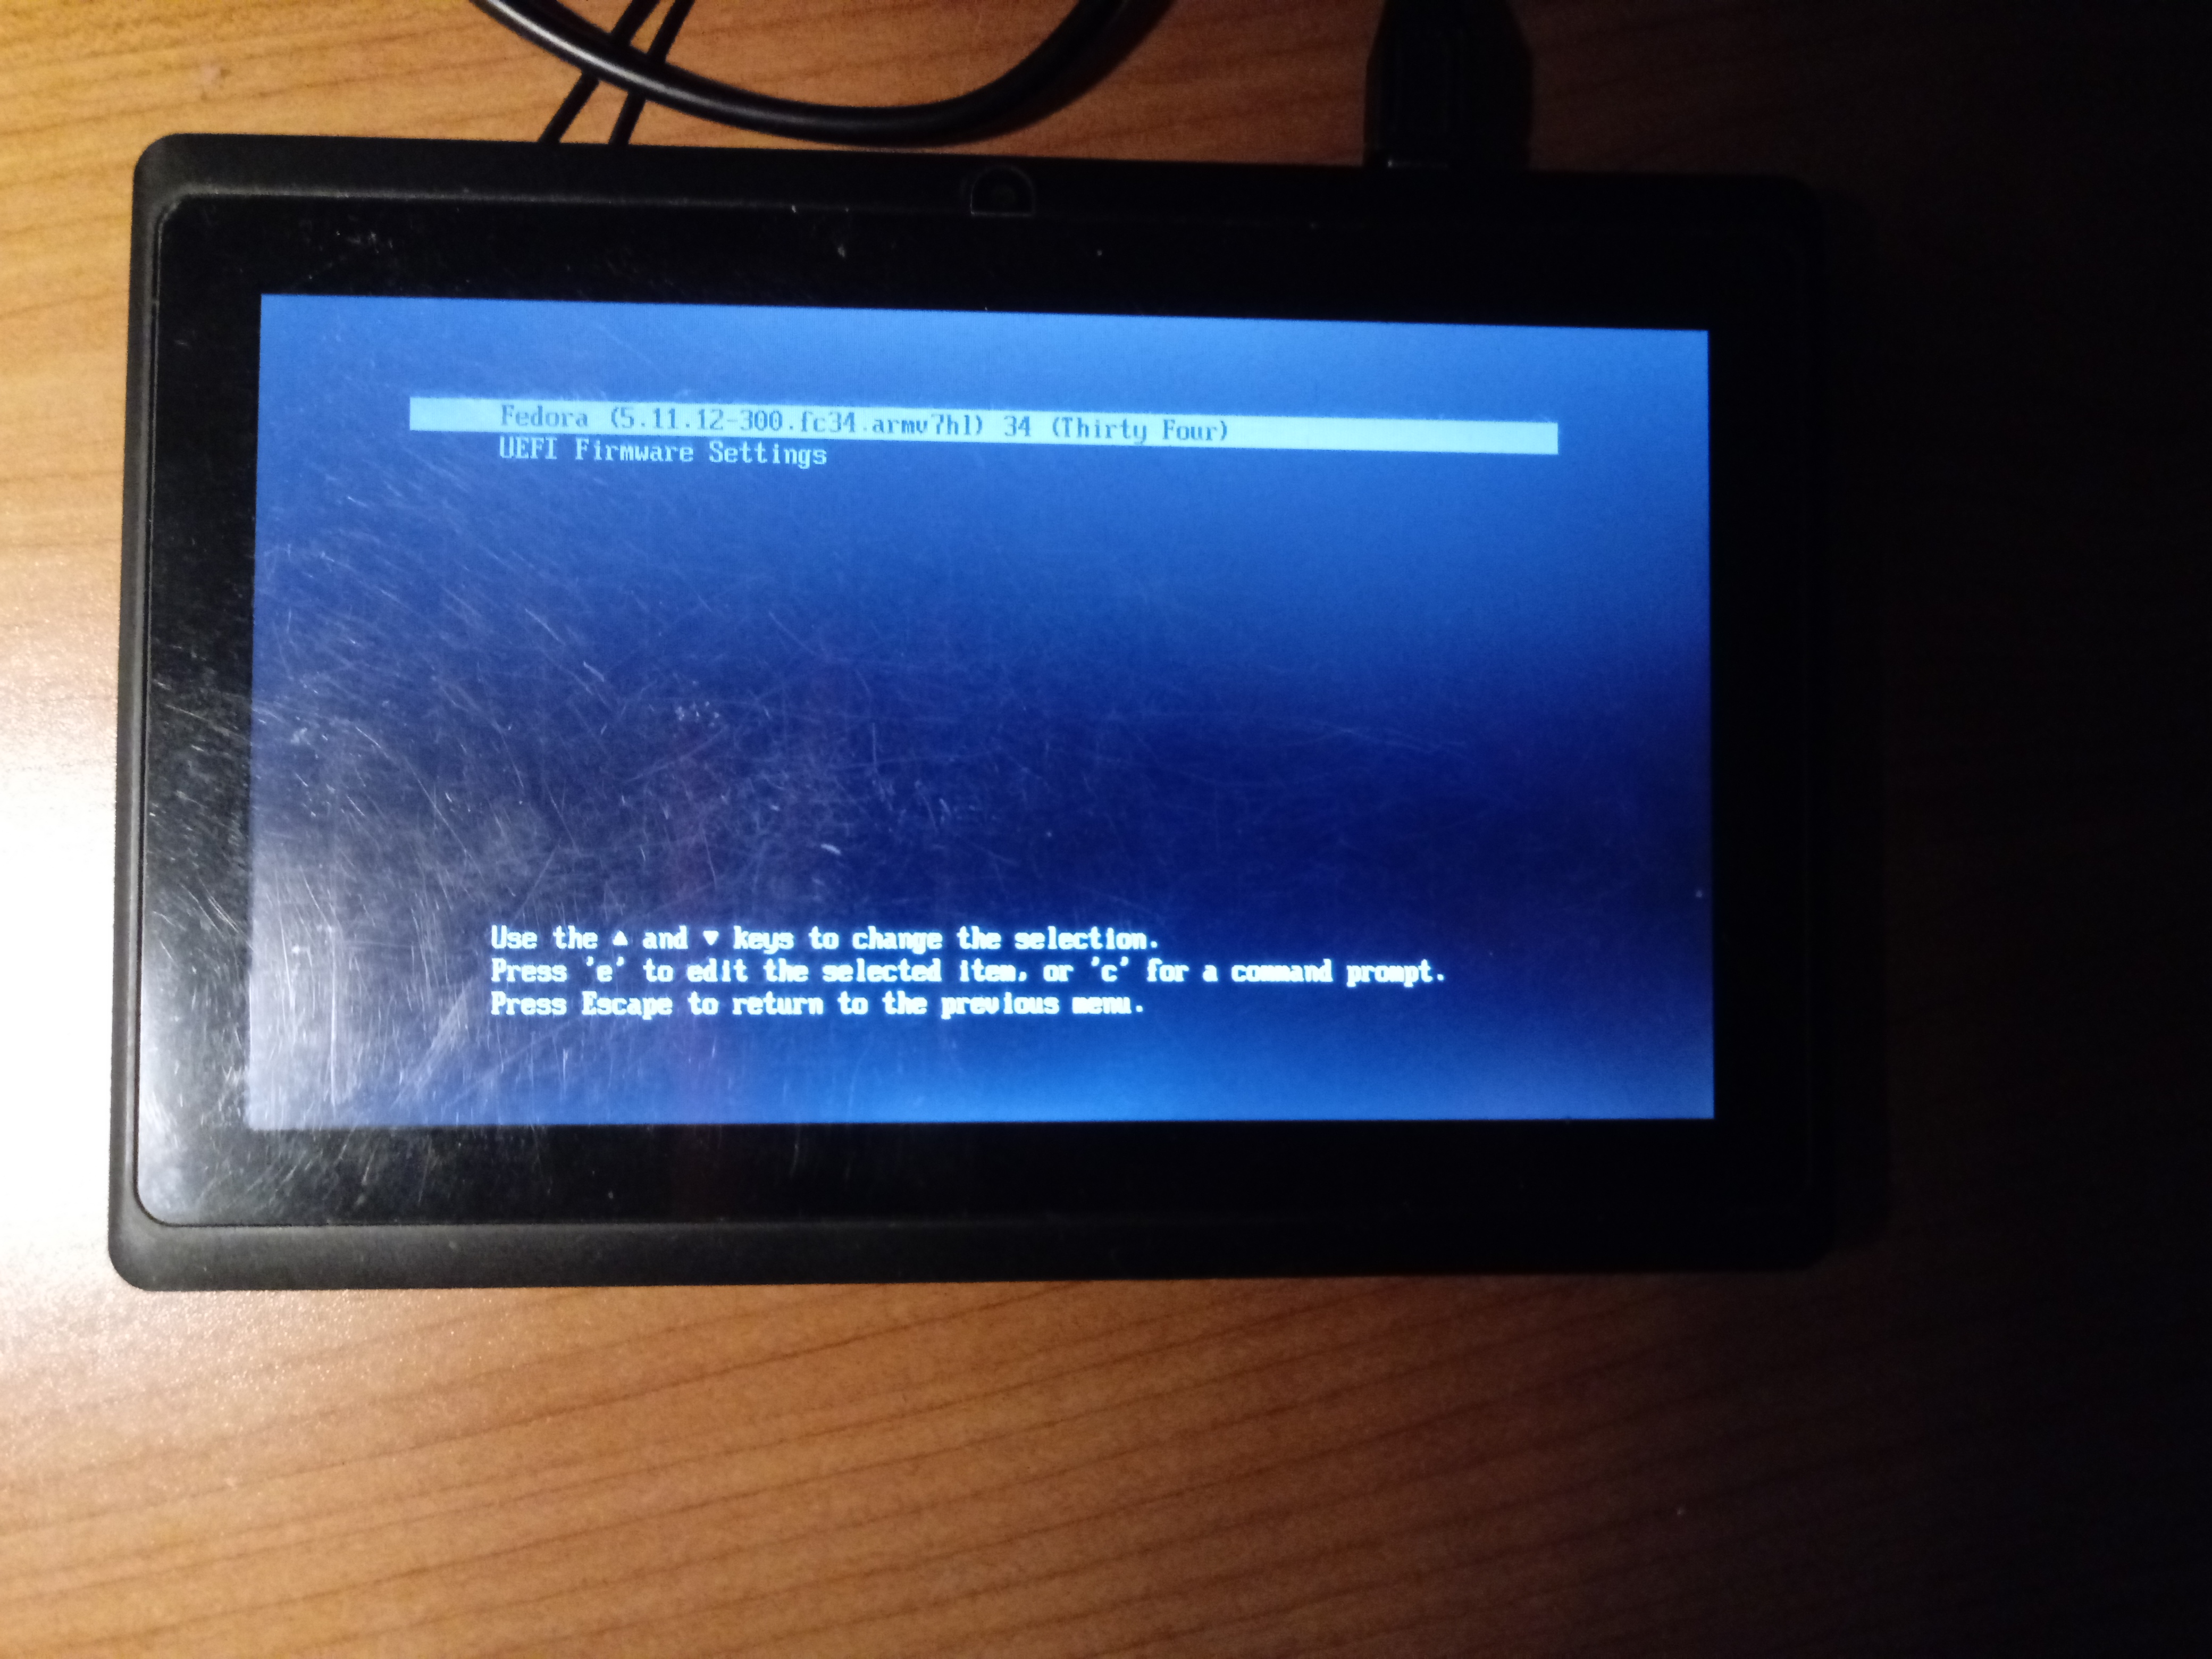 Fedora (5.11.12-300.fc34.armv7hl) 34 (Thirty Four)
UEFI Firmware Settings
Use the ▲ and ▼ keys to change the selection.
Press 'e' to edit the selected item, or 'c' for a command prompt.
Press Escape to return to the previous menu.